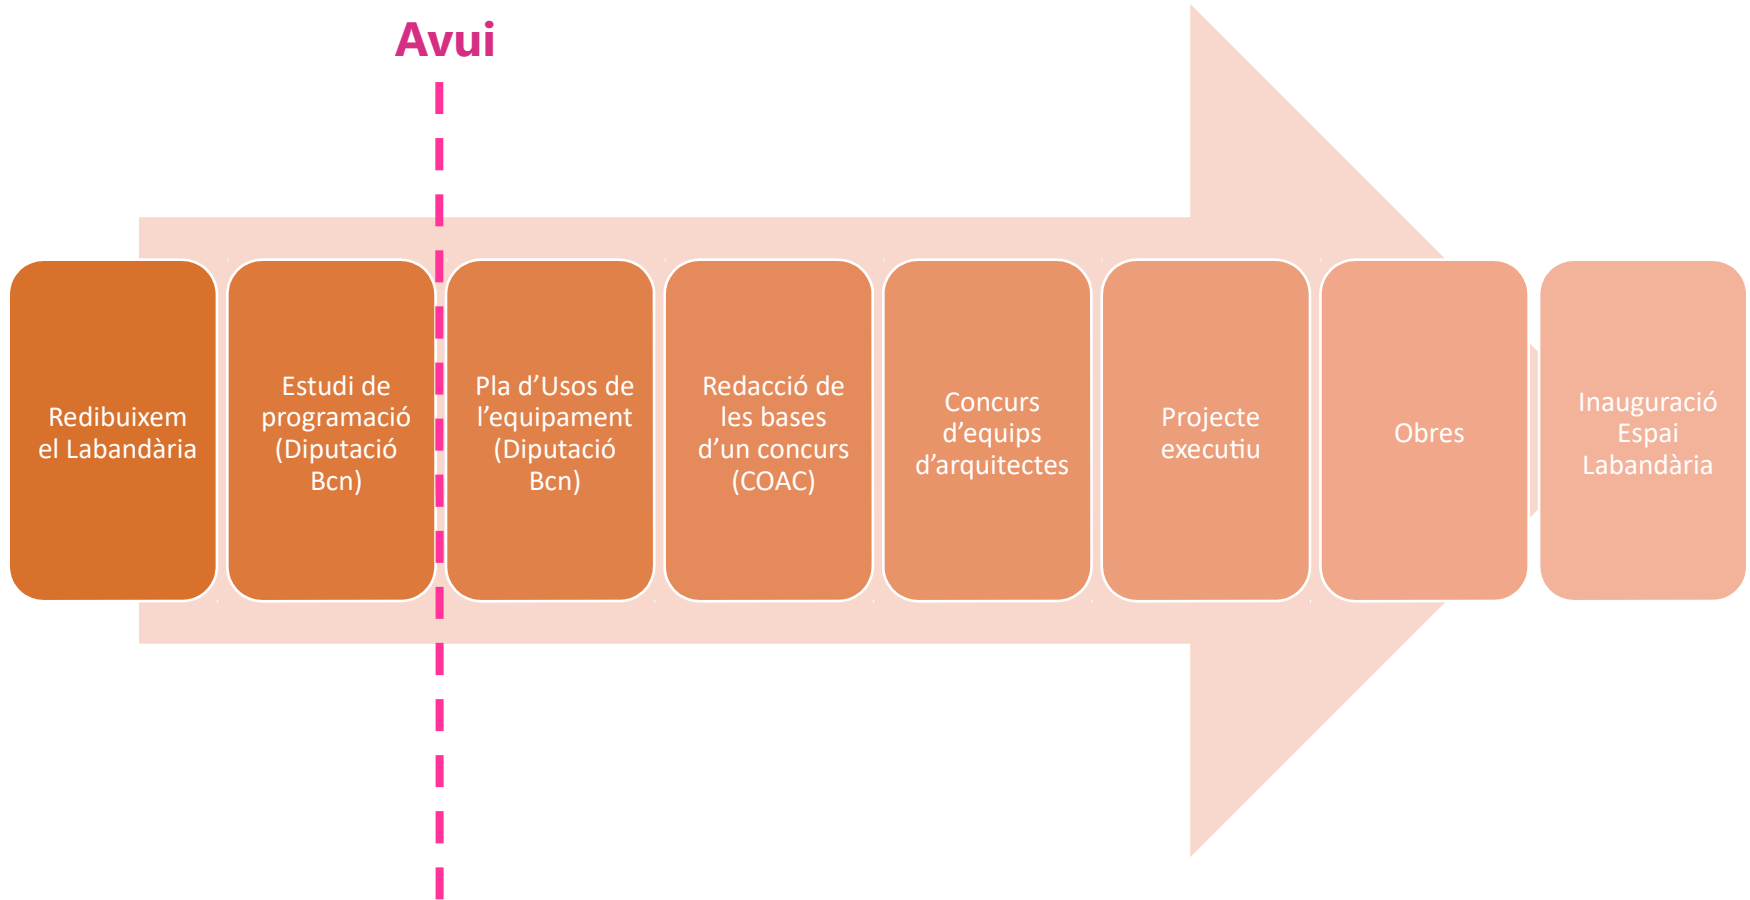 Avui
Redibuixem
el Labandària
Estudi de
programació
(Diputació
Bcn)
Pla d’Usos de
l’equipament
(Diputació
Bcn)
Redacció de
les bases
d’un concurs
(COAC)
Concurs
d’equips
d’arquitectes
Projecte
executiu
Obres
Inauguració
Espai
Labandària